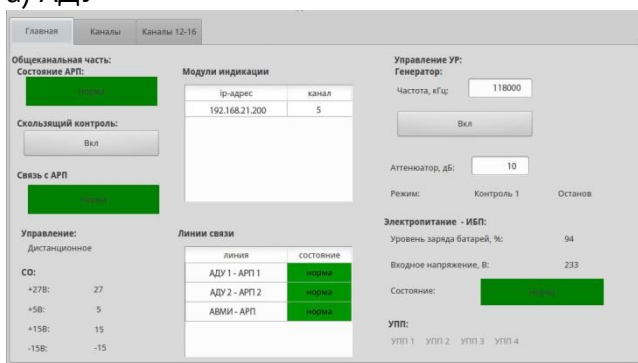 а) АДУ
Главная Каналы Каналы 12-16
Общеканальная часть:
Состояние АРП:
норма
Скользящий контроль:
Вкл
Связь с АРП
норма
Управление:
Дистанционное
СО:
+27В: 27
+5В: 5
+15В: 15
-15В: -15
Модули индикации
ip-адрес канал
192.168.21.200 5
Линии связи
линия состояние
АДУ 1 - АРП 1 норма
АДУ 2 - АРП 2 норма
АВМИ - АРП норма
Управление УР:
Генератор:
Частота, кГц: 118000
Вкл
Аттенюатор, дБ: 10
Режим: Контроль 1 Останов
Электропитание - ИБП:
Уровень заряда батарей, %: 94
Входное напряжение, В: 233
Состояние: норма
УПП:
УПП 1 УПП 2 УПП 3 УПП 4